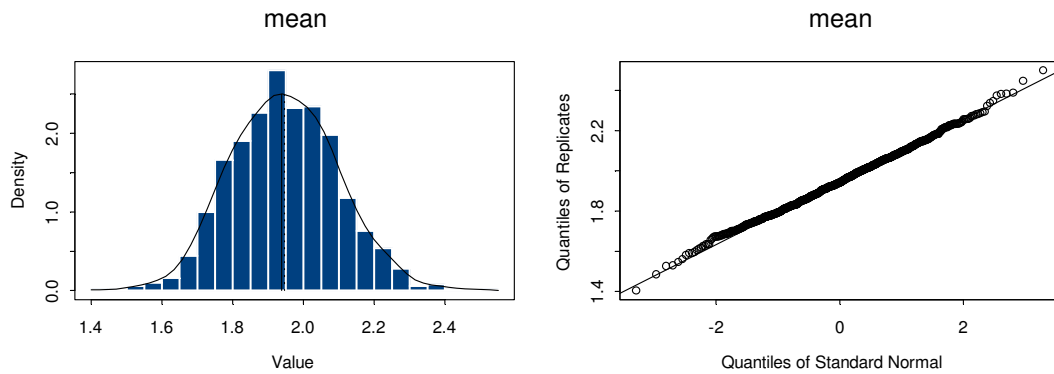 mean
Density
0.0
1.0
2.0
1.4
1.6
1.8
2.0
2.2
2.4
Value
mean
Quantiles of Replicates
1.4
1.8
2.2
-2
0
2
Quantiles of Standard Normal